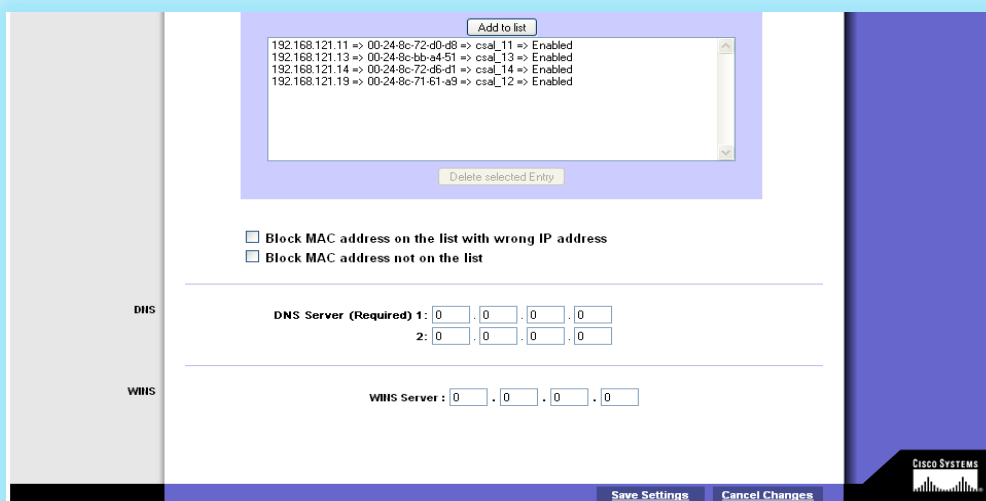 Add to list
192.168.121.11 => 00-24-8c-72-d0-d8 => csal_11 => Enabled
192.168.121.13 => 00-24-8c-bb-a4-51 => csal_13 => Enabled
192.168.121.14 => 00-24-8c-72-d6-d1 => csal_14 => Enabled
192.168.121.19 => 00-24-8c-71-61-a9 => csal_12 => Enabled
Delete selected Entry
Block MAC address on the list with wrong IP address
Block MAC address not on the list
DNS
DNS Server (Required) 1: 0 . 0 . 0 . 0
2: 0 . 0 . 0 . 0
WINS
WINS Server : 0 . 0 . 0 . 0
CISCO SYSTEMS
Save Settings Cancel Changes